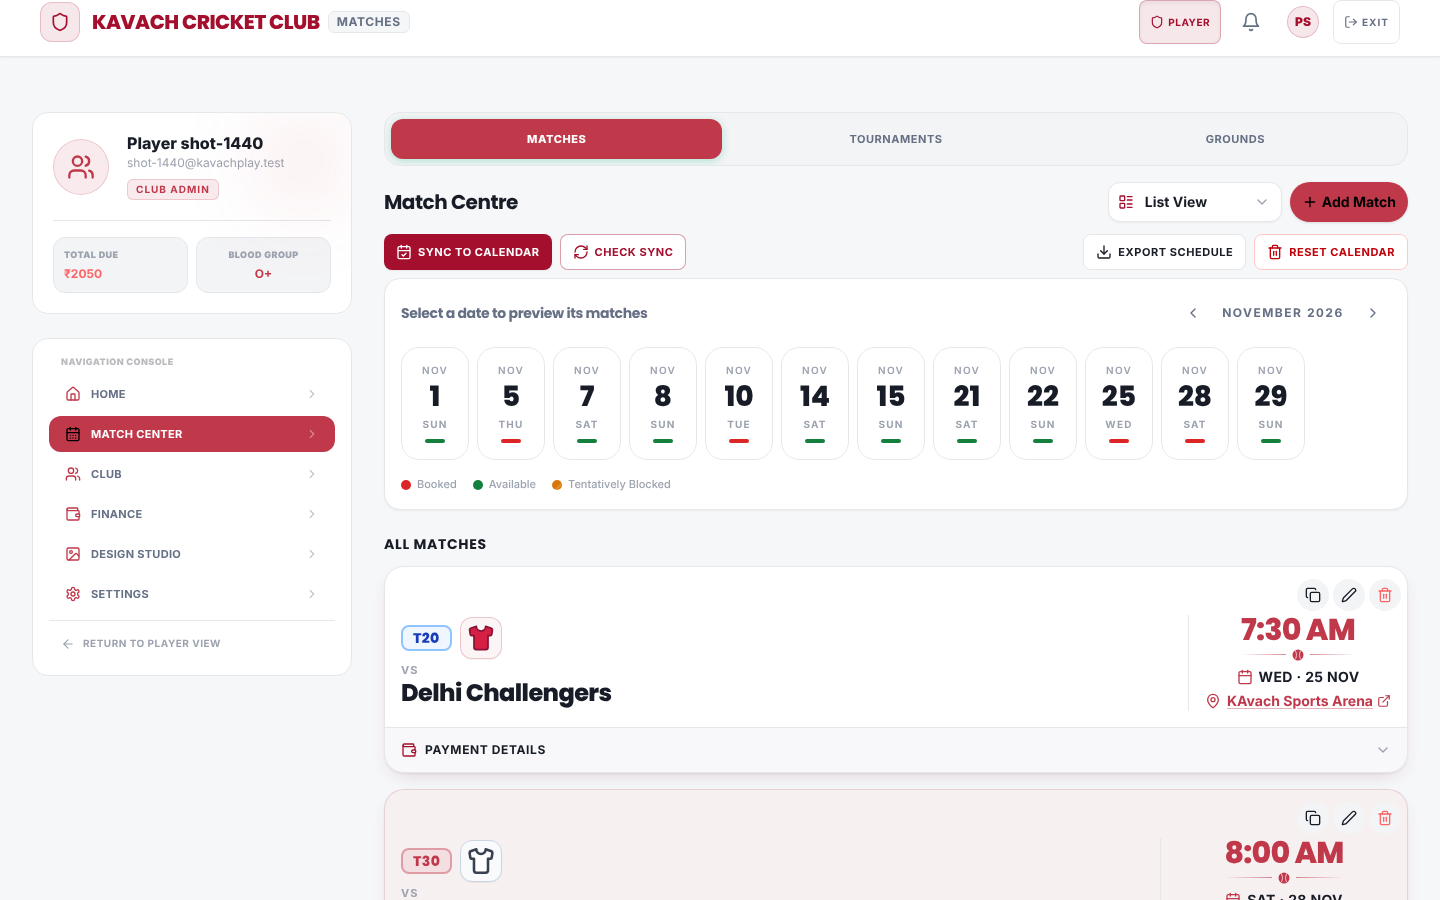 KAVACH CRICKET CLUB MATCHES
PLAYER
PS
EXIT
Player shot-1440
shot-1440@kavachplay.test
CLUB ADMIN
TOTAL DUE
₹2050
BLOOD GROUP
O+
NAVIGATION CONSOLE
HOME
MATCH CENTER
CLUB
FINANCE
DESIGN STUDIO
SETTINGS
RETURN TO PLAYER VIEW
MATCHES
TOURNAMENTS
GROUNDS
Match Centre
List View
+ Add Match
SYNC TO CALENDAR
CHECK SYNC
EXPORT SCHEDULE
RESET CALENDAR
Select a date to preview its matches
NOVEMBER 2026
NOV
1
SUN
NOV
5
THU
NOV
7
SAT
NOV
8
SUN
NOV
10
TUE
NOV
14
SAT
NOV
15
SUN
NOV
21
SAT
NOV
22
SUN
NOV
25
WED
NOV
28
SAT
NOV
29
SUN
Booked
Available
Tentatively Blocked
ALL MATCHES
T20
VS
Delhi Challengers
7:30 AM
WED · 25 NOV
KAvach Sports Arena
PAYMENT DETAILS
T30
VS
8:00 AM
SAT · 28 NOV